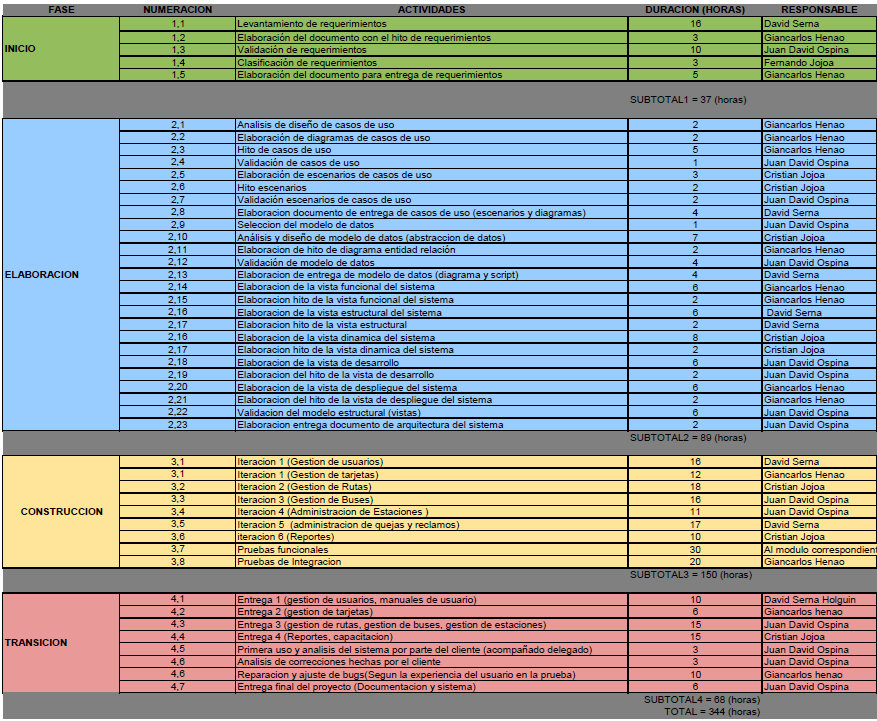 FASE NUMERACION ACTIVIDADES DURACION (HORAS) RESPONSABLE
INICIO
1,1 Levantamiento de requerimientos 16 David Serna
1,2 Elaboración del documento con el hito de requerimientos 3 Giancarlos Henao
1,3 Validación de requerimientos 10 Juan David Ospina
1,4 Clasificación de requerimientos 3 Fernando Jojoa
1,5 Elaboración del documento para entrega de requerimientos 5 Giancarlos Henao
SUBTOTAL1 = 37 (horas)
ELABORACION
2,1 Analisis de diseño de casos de uso 2 Giancarlos Henao
2,2 Elaboración de diagramas de casos de uso 2 Giancarlos Henao
2,3 Hito de casos de uso 5 Giancarlos Henao
2,4 Validación de casos de uso 1 Juan David Ospina
2,5 Elaboración de escenarios de casos de uso 3 Cristian Jojoa
2,6 Hito escenarios 2 Cristian Jojoa
2,7 Validación escenarios de casos de uso 2 Juan David Ospina
2,8 Elaboracion documento de entrega de casos de uso (escenarios y diagramas) 4 David Serna
2,9 Seleccion del modelo de datos 1 Juan David Ospina
2,10 Análisis y diseño de modelo de datos (abstraccion de datos) 7 Cristian Jojoa
2,11 Elaboracion de hito de diagrama entidad relación 2 Giancarlos Henao
2,12 Validación de modelo de datos 4 Juan David Ospina
2,13 Elaboracion de entrega de modelo de datos (diagrama y script) 4 David Serna
2,14 Elaboracion de la vista funcional del sistema 6 Giancarlos Henao
2,15 Elaboracion hito de la vista funcional del sistema 2 Giancarlos Henao
2,16 Elaboracion de la vista estructural del sistema 6 David Serna
2,17 Elaboracion hito de la vista estructural 2 David Serna
2,16 Elaboracion de la vista dinamica del sistema 8 Cristian Jojoa
2,17 Elaboracion hito de la vista dinamica del sistema 2 Cristian Jojoa
2,18 Elaboracion de la vista de desarrollo 6 Juan David Ospina
2,19 Elaboracion del hito de la vista de desarrollo 2 Juan David Ospina
2,20 Elaboracion de la vista de despliegue del sistema 6 Giancarlos Henao
2,21 Elaboracion del hito de la vista de despliegue del sistema 2 Giancarlos Henao
2,22 Validacion del modelo estructural (vistas) 6 Juan David Ospina
2,23 Elaboracion entrega documento de arquitectura del sistema 2 Juan David Ospina
SUBTOTAL2 = 89 (horas)
CONSTRUCCION
3,1 Iteracion 1 (Gestion de usuarios) 16 David Serna
3,1 Iteracion 1 (Gestion de tarjetas) 12 Giancarlos Henao
3,2 Iteracion 2 (Gestion de Rutas) 18 Cristian Jojoa
3,3 Iteracion 3 (Gestion de Buses) 16 Juan David Ospina
3,4 Iteracion 4 (Administracion de Estaciones ) 11 Juan David Ospina
3,5 Iteracion 5 (administracion de quejas y reclamos) 17 David Serna
3,6 iteracion 6 (Reportes) 10 Cristian Jojoa
3,7 Pruebas funcionales 30 Al modulo correspondient
3,8 Pruebas de Integracion 20 Giancarlos Henao
SUBTOTAL3 = 150 (horas)
TRANSICION
4,1 Entrega 1 (gestion de usuarios, manuales de usuario) 10 David Serna Holguin
4,2 Entrega 2 (gestion de tarjetas) 6 Giancarlos henao
4,3 Entrega 3 (gestion de rutas, gestion de buses, gestion de estaciones) 15 Juan David Ospina
4,4 Entrega 4 (Reportes, capacitacion) 15 Cristian Jojoa
4,5 Primera uso y analisis del sistema por parte del cliente (acompañado delegado) 3 Juan David Ospina
4,6 Analisis de correcciones hechas por el cliente 3 Juan David Ospina
4,6 Reparacion y ajuste de bugs(Segun la experiencia del usuario en la prueba) 10 Giancarlos henao
4,7 Entrega final del proyecto (Documentacion y sistema) 6 Juan David Ospina
SUBTOTAL4 = 68 (horas)
TOTAL = 344 (horas)